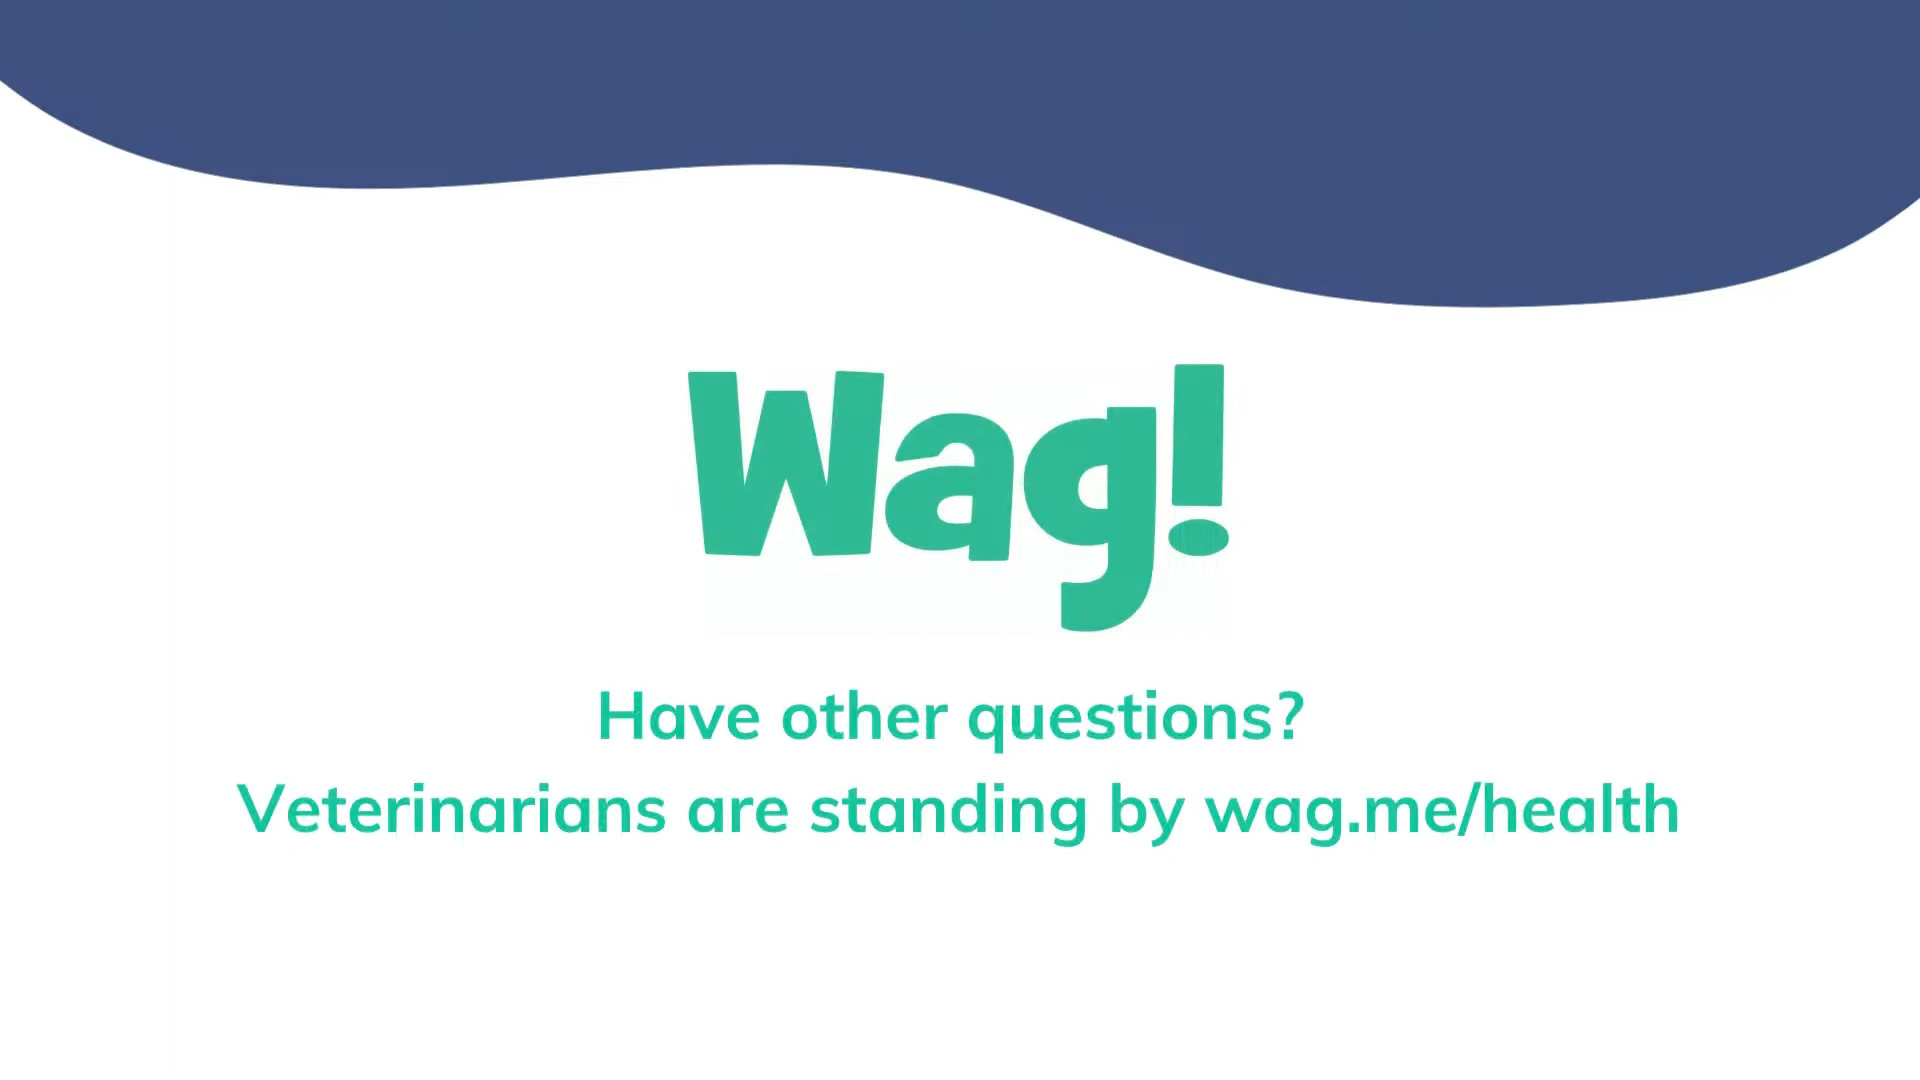 Wag!
Have other questions?
Veterinarians are standing by wag.me/health